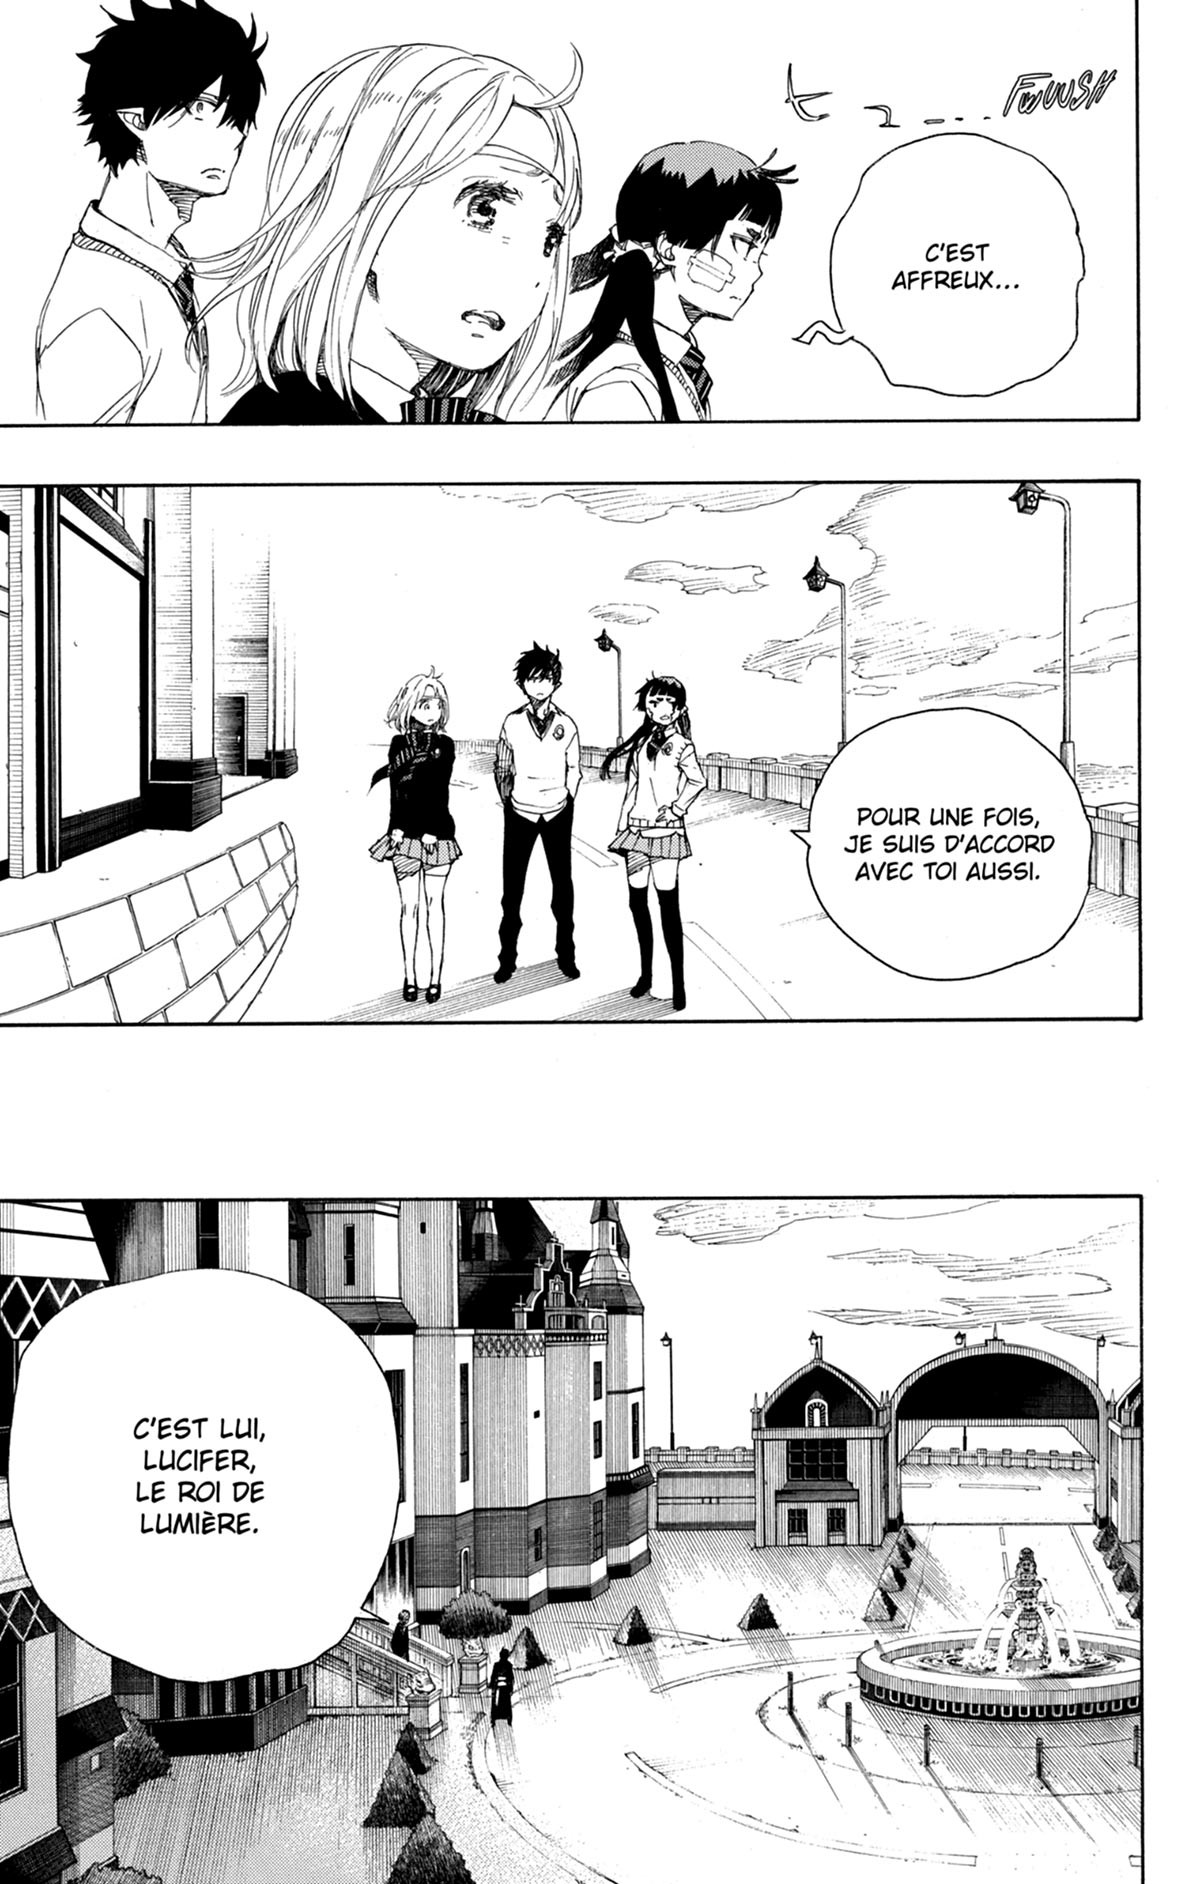 ヒュ...
FWUUSH
C'EST
AFFREUX...
POUR UNE FOIS,
JE SUIS D'ACCORD
AVEC TOI AUSSI.
C'EST LUI,
LUCIFER,
LE ROI DE
LUMIÈRE.